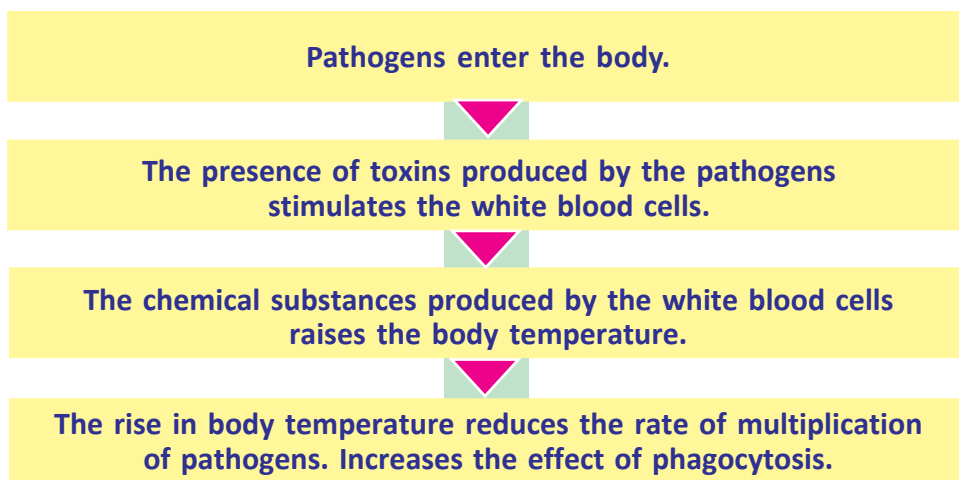 Pathogens enter the body.
The presence of toxins produced by the pathogens
stimulates the white blood cells.
The chemical substances produced by the white blood cells
raises the body temperature.
The rise in body temperature reduces the rate of multiplication
of pathogens. Increases the effect of phagocytosis.